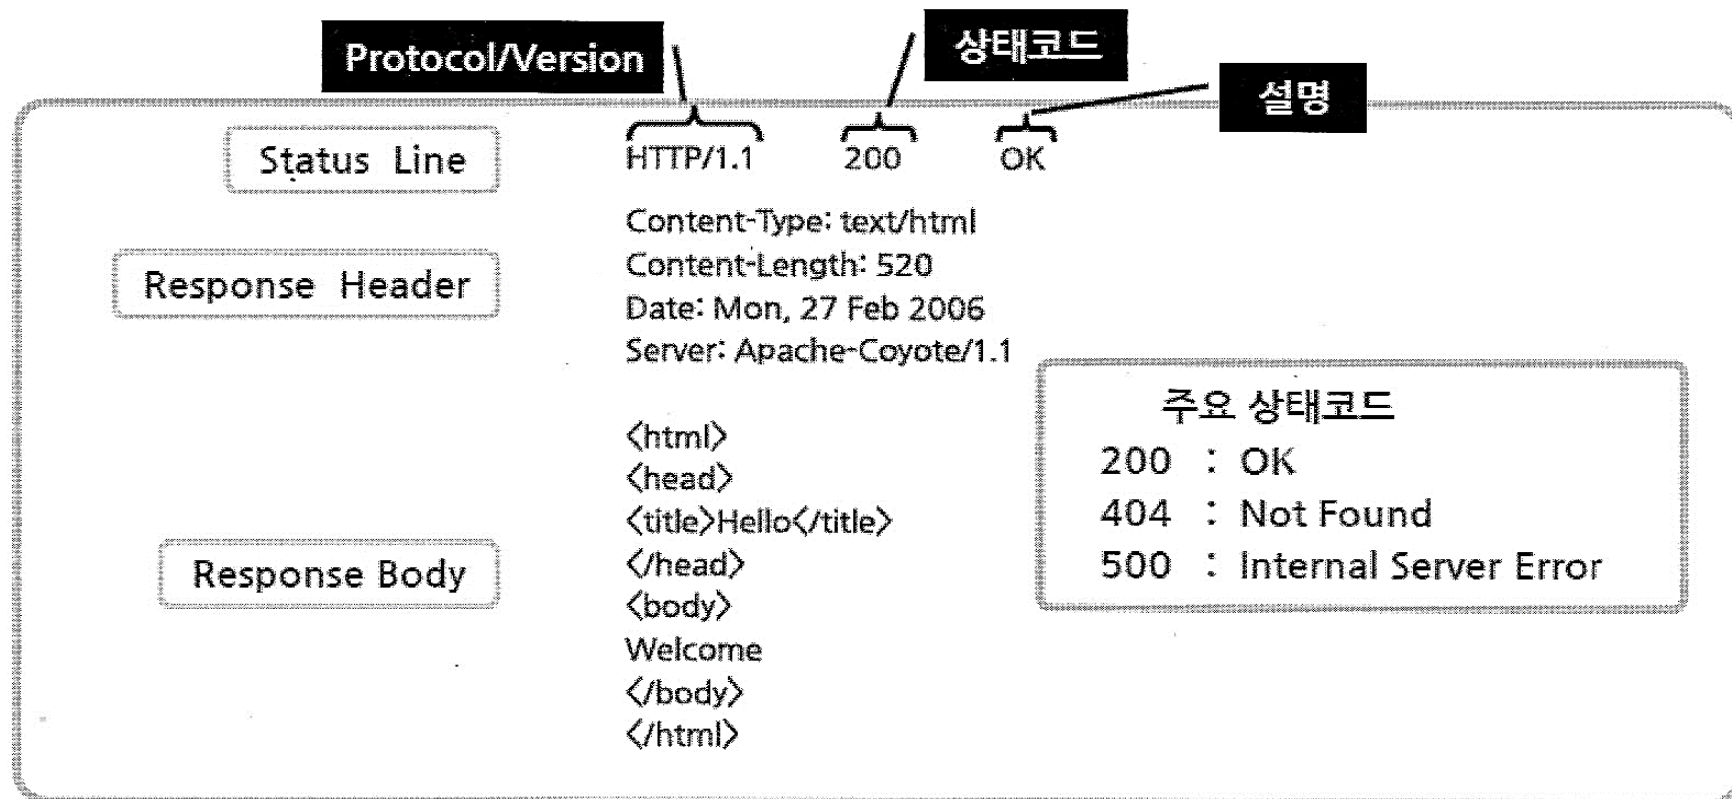 Protocol/Version
상태코드
설명
Status Line
HTTP/1.1 200 OK
Response Header
Content-Type: text/html
Content-Length: 520
Date: Mon, 27 Feb 2006
Server: Apache-Coyote/1.1
Response Body
<html>
<head>
<title>Hello</title>
</head>
<body>
Welcome
</body>
</html>
주요 상태코드
200 : OK
404 : Not Found
500 : Internal Server Error